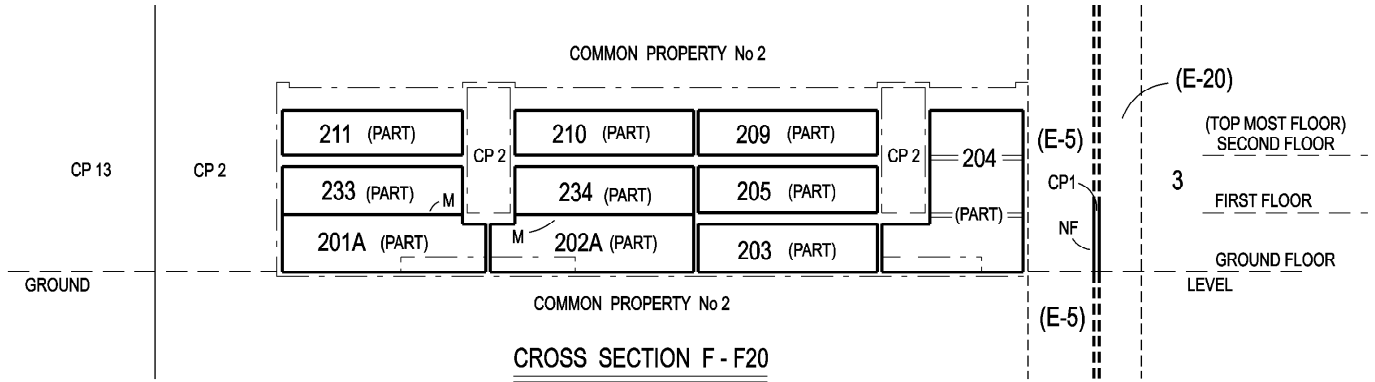 COMMON PROPERTY No 2
(E-20)
211 (PART)
210 (PART)
209 (PART)
(TOP MOST FLOOR)
SECOND FLOOR
(E-5)
CP 13
CP 2
CP 2
CP 2
204
233 (PART)
M
234 (PART)
205 (PART)
CP1
3
FIRST FLOOR
(PART)
NF
201A (PART)
M
202A (PART)
203 (PART)
GROUND FLOOR
GROUND
LEVEL
COMMON PROPERTY No 2
(E-5)
CROSS SECTION F - F20